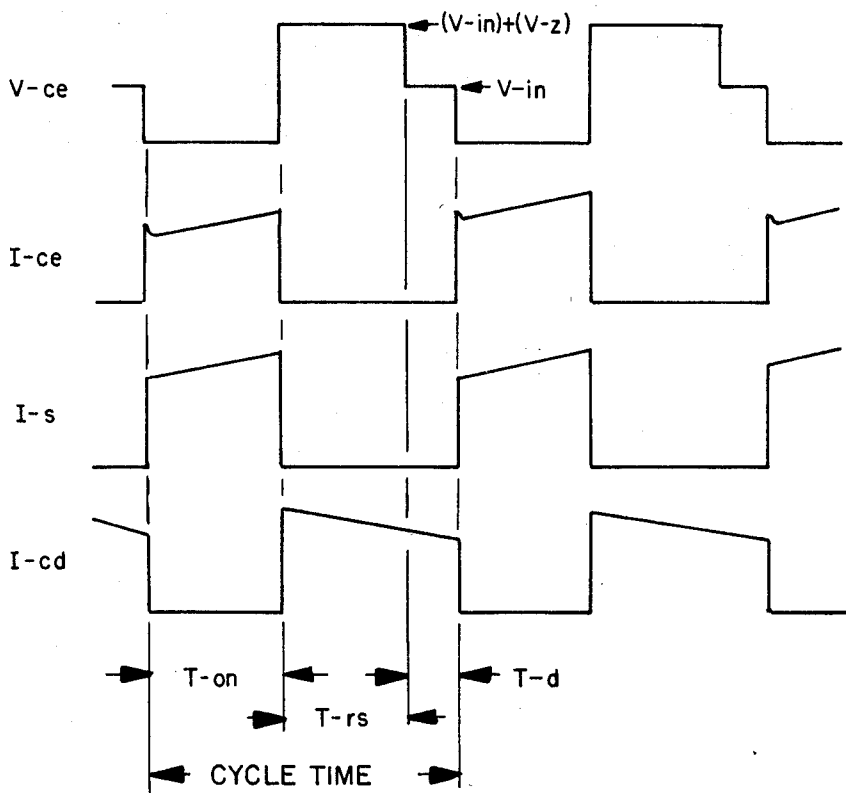 (V-in)+(V-z)
V-ce
V-in
I-ce
I-s
I-cd
T-on
T-d
T-rs
CYCLE TIME